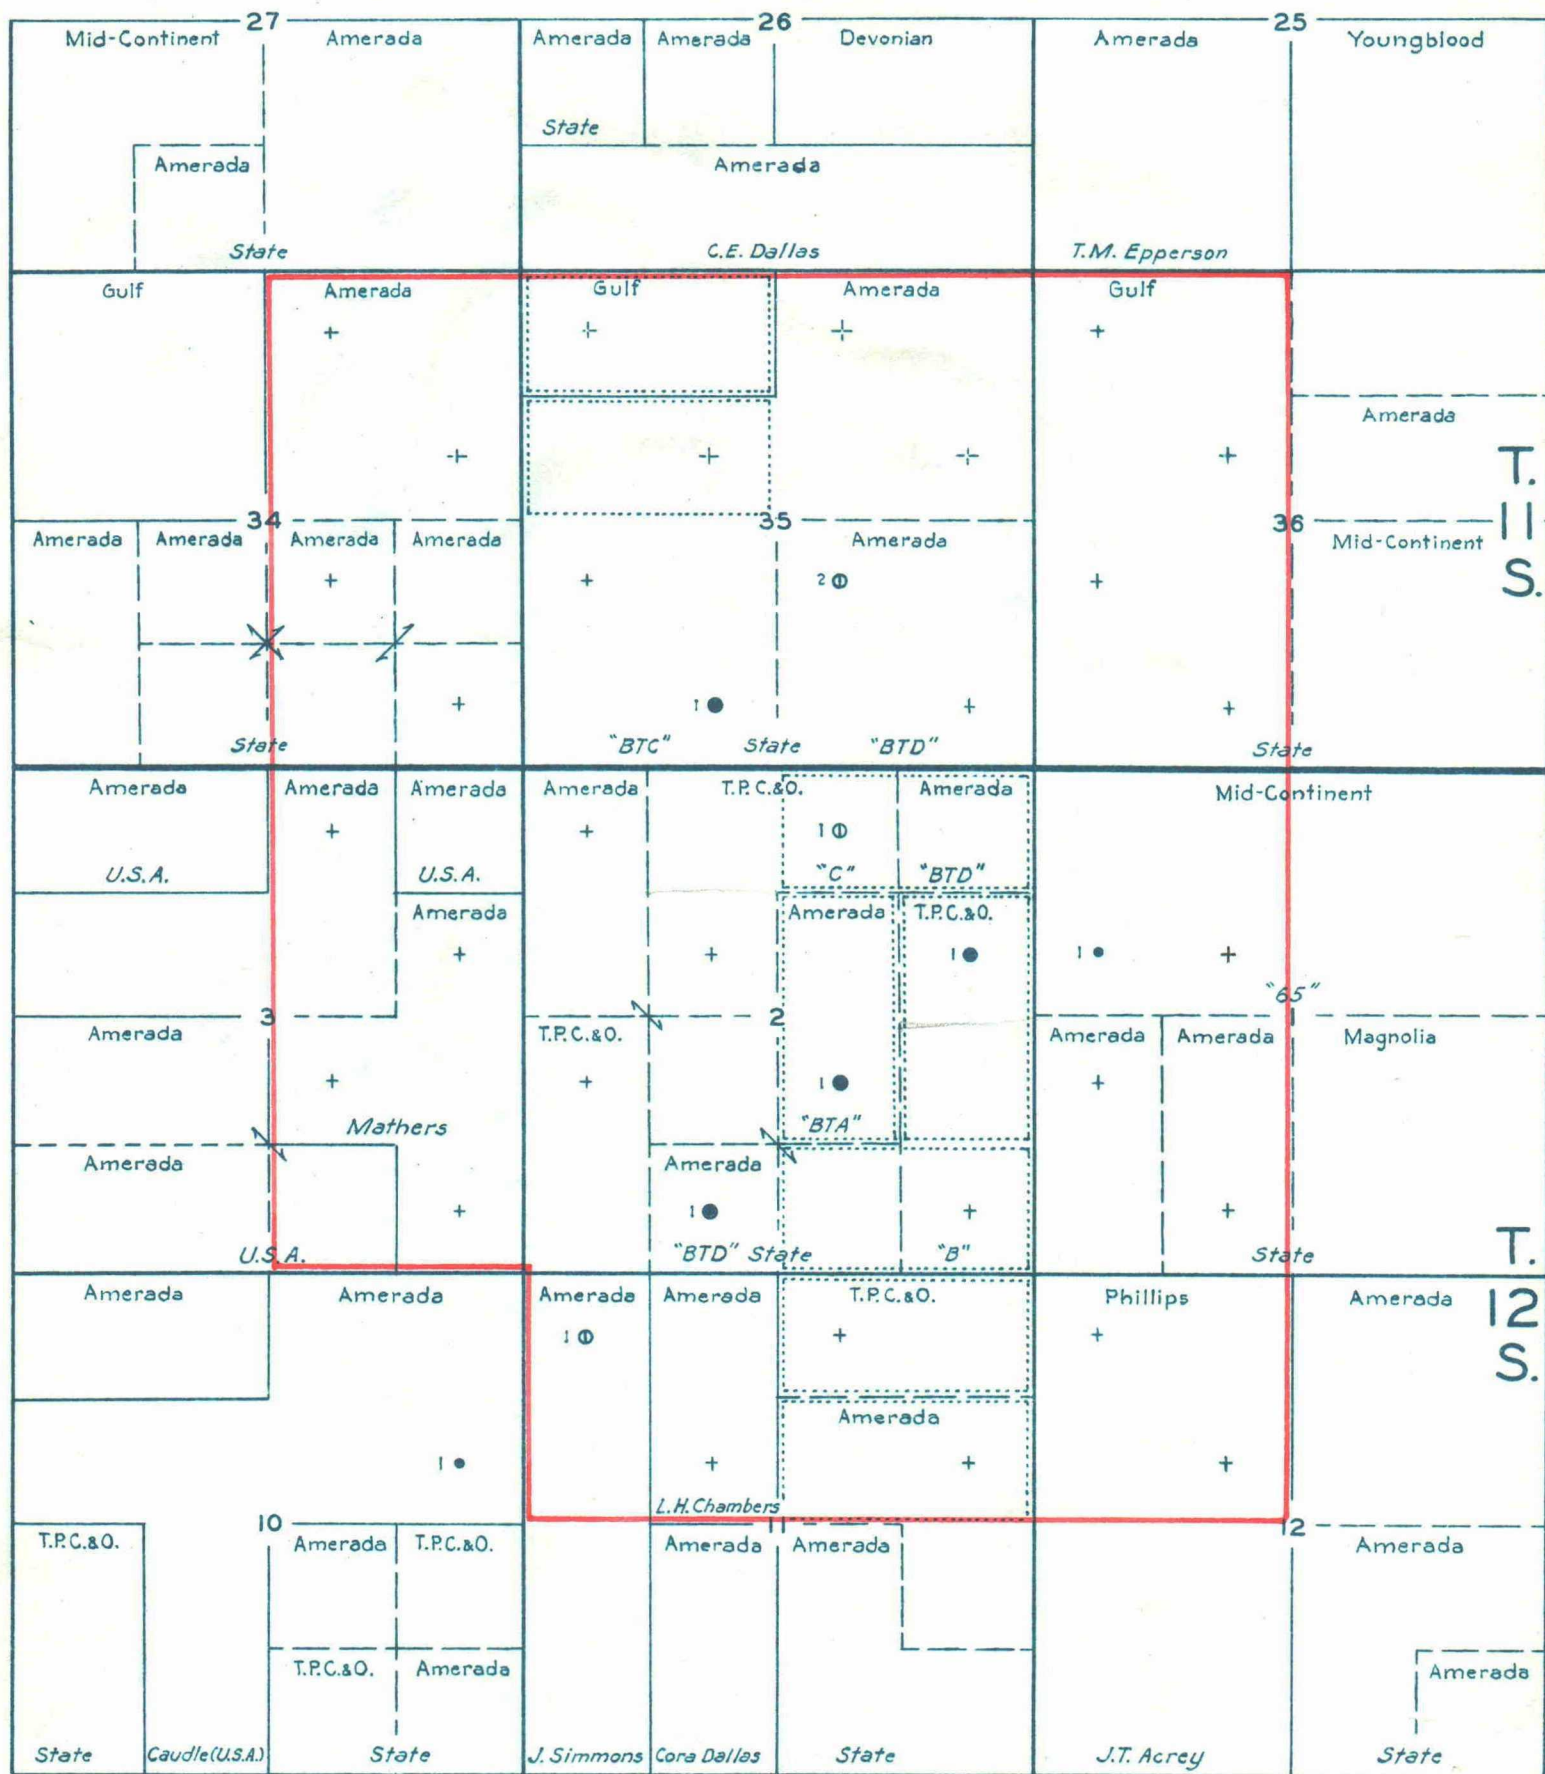 27 26 25
Mid-Continent Amerada Amerada Amerada Devonian Amerada Youngblood
State
Amerada Amerada
State C.E. Dallas T.M. Epperson
Gulf Amerada Gulf Amerada Gulf
Amerada
T.
34 35 36 11
Amerada Amerada Amerada Amerada Amerada Mid-Continent
2 S.
1
State "BTC" State "BTD" State
Amerada Amerada Amerada Amerada T.P.C.&O. Amerada Mid-Continent
1
U.S.A. U.S.A. "C" "BTD"
Amerada Amerada T.P.C.&O.
1 1
"65"
3 2
Amerada T.P.C.&O. Amerada Amerada Magnolia
1
Mathers "BTA"
Amerada Amerada
1
U.S.A. "BTD" State "B" State T.
Amerada Amerada Amerada Amerada T.P.C.&O. Phillips Amerada 12
1 S.
Amerada
1
L.H. Chambers
10 11 12
T.P.C.&O. Amerada T.P.C.&O. Amerada Amerada Amerada
T.P.C.&O. Amerada Amerada
State Caudle (U.S.A.) State J. Simmons Cora Dallas State J.T. Acrey State